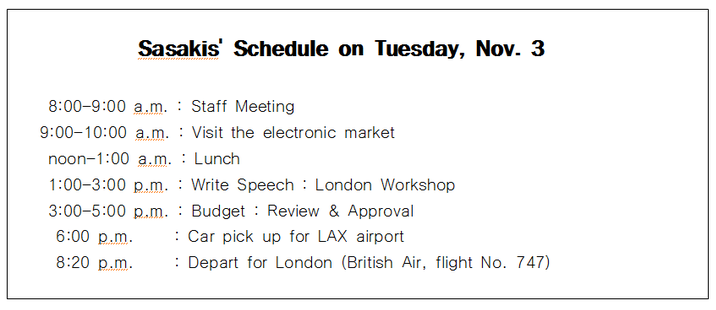 Sasakis' Schedule on Tuesday, Nov. 3
8:00-9:00 a.m. : Staff Meeting
9:00-10:00 a.m. : Visit the electronic market
noon-1:00 a.m. : Lunch
1:00-3:00 p.m. : Write Speech : London Workshop
3:00-5:00 p.m. : Budget : Review & Approval
6:00 p.m. : Car pick up for LAX airport
8:20 p.m. : Depart for London (British Air, flight No. 747)